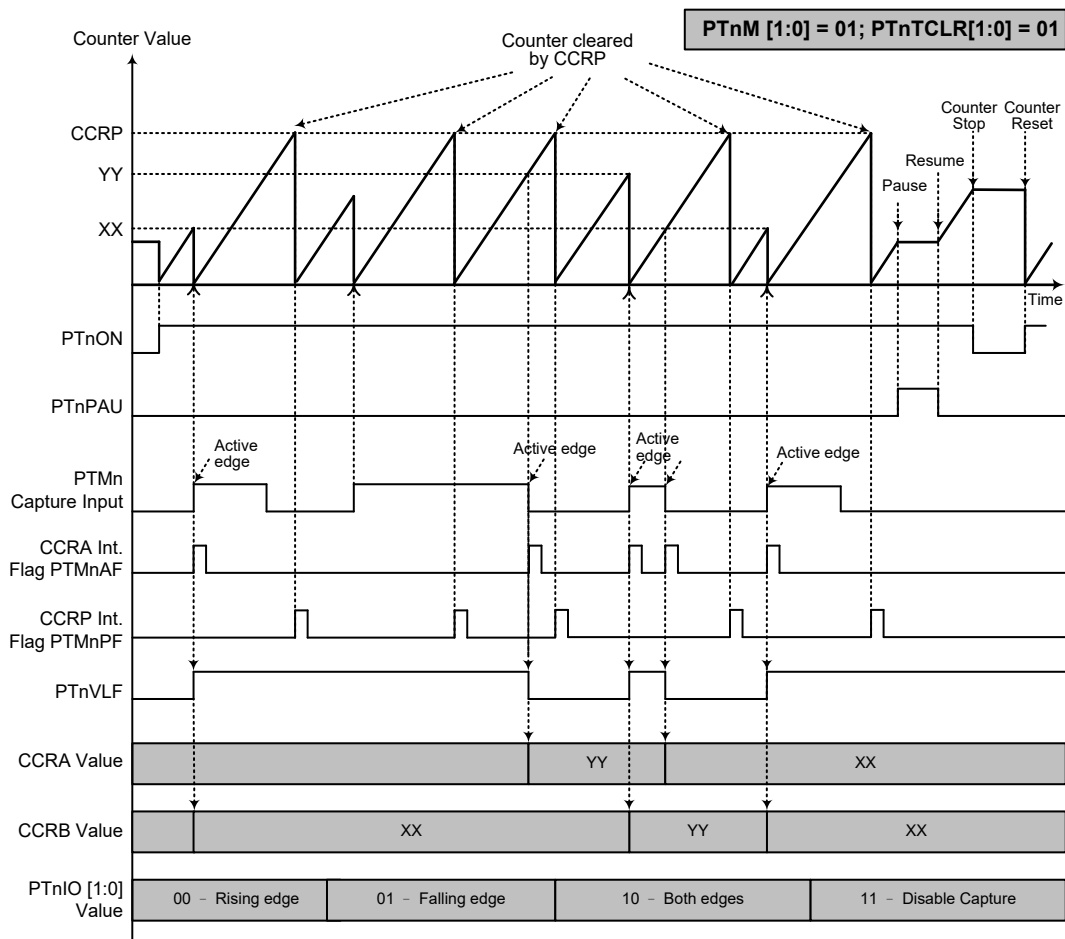 PTnM [1:0] = 01; PTnTCLR[1:0] = 01
Counter Value
Counter cleared
by CCRP
CCRP
YY
XX
Counter
Stop
Counter
Reset
Resume
Pause
Time
PTnON
PTnPAU
Active
edge
Active edge
Active
edge
Active edge
PTMn
Capture Input
CCRA Int.
Flag PTMnAF
CCRP Int.
Flag PTMnPF
PTnVLF
CCRA Value
YY
XX
CCRB Value
XX
YY
XX
PTnIO [1:0]
Value
00 - Rising edge
01 - Falling edge
10 - Both edges
11 - Disable Capture